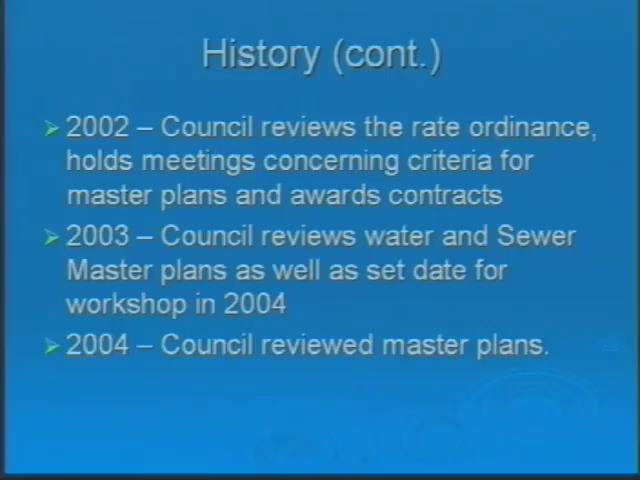 History (cont.)
2002 – Council reviews the rate ordinance,
holds meetings concerning criteria for
master plans and awards contracts
2003 – Council reviews water and Sewer
Master plans as well as set date for
workshop in 2004
2004 – Council reviewed master plans.